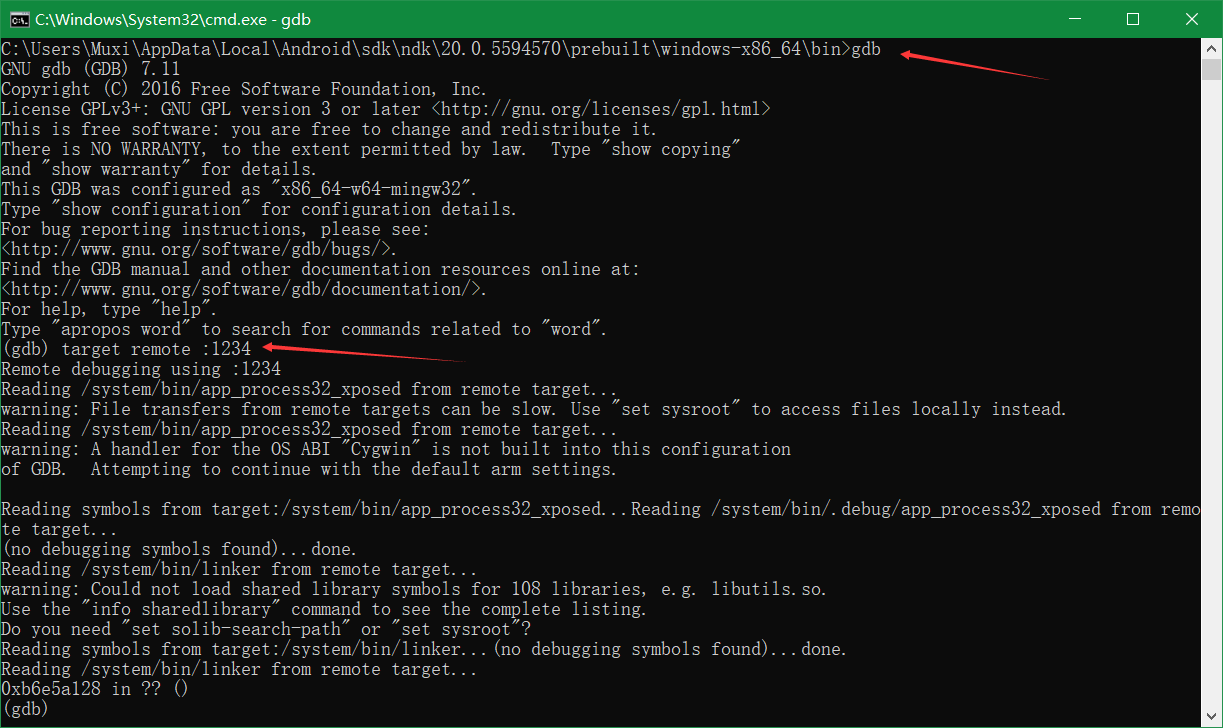 C:\Windows\System32\cmd.exe - gdb
C:\Users\Muxi\AppData\Local\Android\sdk\ndk\20.0.5594570\prebuilt\windows-x86_64\bin>gdb
GNU gdb (GDB) 7.11
Copyright (C) 2016 Free Software Foundation, Inc.
License GPLv3+: GNU GPL version 3 or later <http://gnu.org/licenses/gpl.html>
This is free software: you are free to change and redistribute it.
There is NO WARRANTY, to the extent permitted by law.  Type "show copying"
and "show warranty" for details.
This GDB was configured as "x86_64-w64-mingw32".
Type "show configuration" for configuration details.
For bug reporting instructions, please see:
<http://www.gnu.org/software/gdb/bugs/>.
Find the GDB manual and other documentation resources online at:
<http://www.gnu.org/software/gdb/documentation/>.
For help, type "help".
Type "apropos word" to search for commands related to "word".
(gdb) target remote :1234
Remote debugging using :1234
Reading /system/bin/app_process32_xposed from remote target...
warning: File transfers from remote targets can be slow. Use "set sysroot" to access files locally instead.
Reading /system/bin/app_process32_xposed from remote target...
warning: A handler for the OS ABI "Cygwin" is not built into this configuration
of GDB.  Attempting to continue with the default arm settings.
Reading symbols from target:/system/bin/app_process32_xposed...Reading /system/bin/.debug/app_process32_xposed from remo
te target...
(no debugging symbols found)...done.
Reading /system/bin/linker from remote target...
warning: Could not load shared library symbols for 108 libraries, e.g. libutils.so.
Use the "info sharedlibrary" command to see the complete listing.
Do you need "set solib-search-path" or "set sysroot"?
Reading symbols from target:/system/bin/linker...(no debugging symbols found)...done.
Reading /system/bin/linker from remote target...
0xb6e5a128 in ?? ()
(gdb)